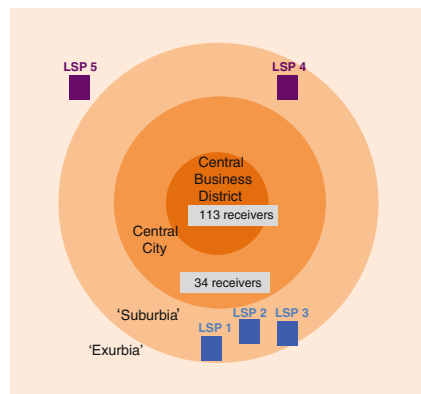 LSP 5
LSP 4
Central
Business
District
113 receivers
Central
City
34 receivers
'Suburbia'
LSP 2
LSP 3
LSP 1
'Exurbia'